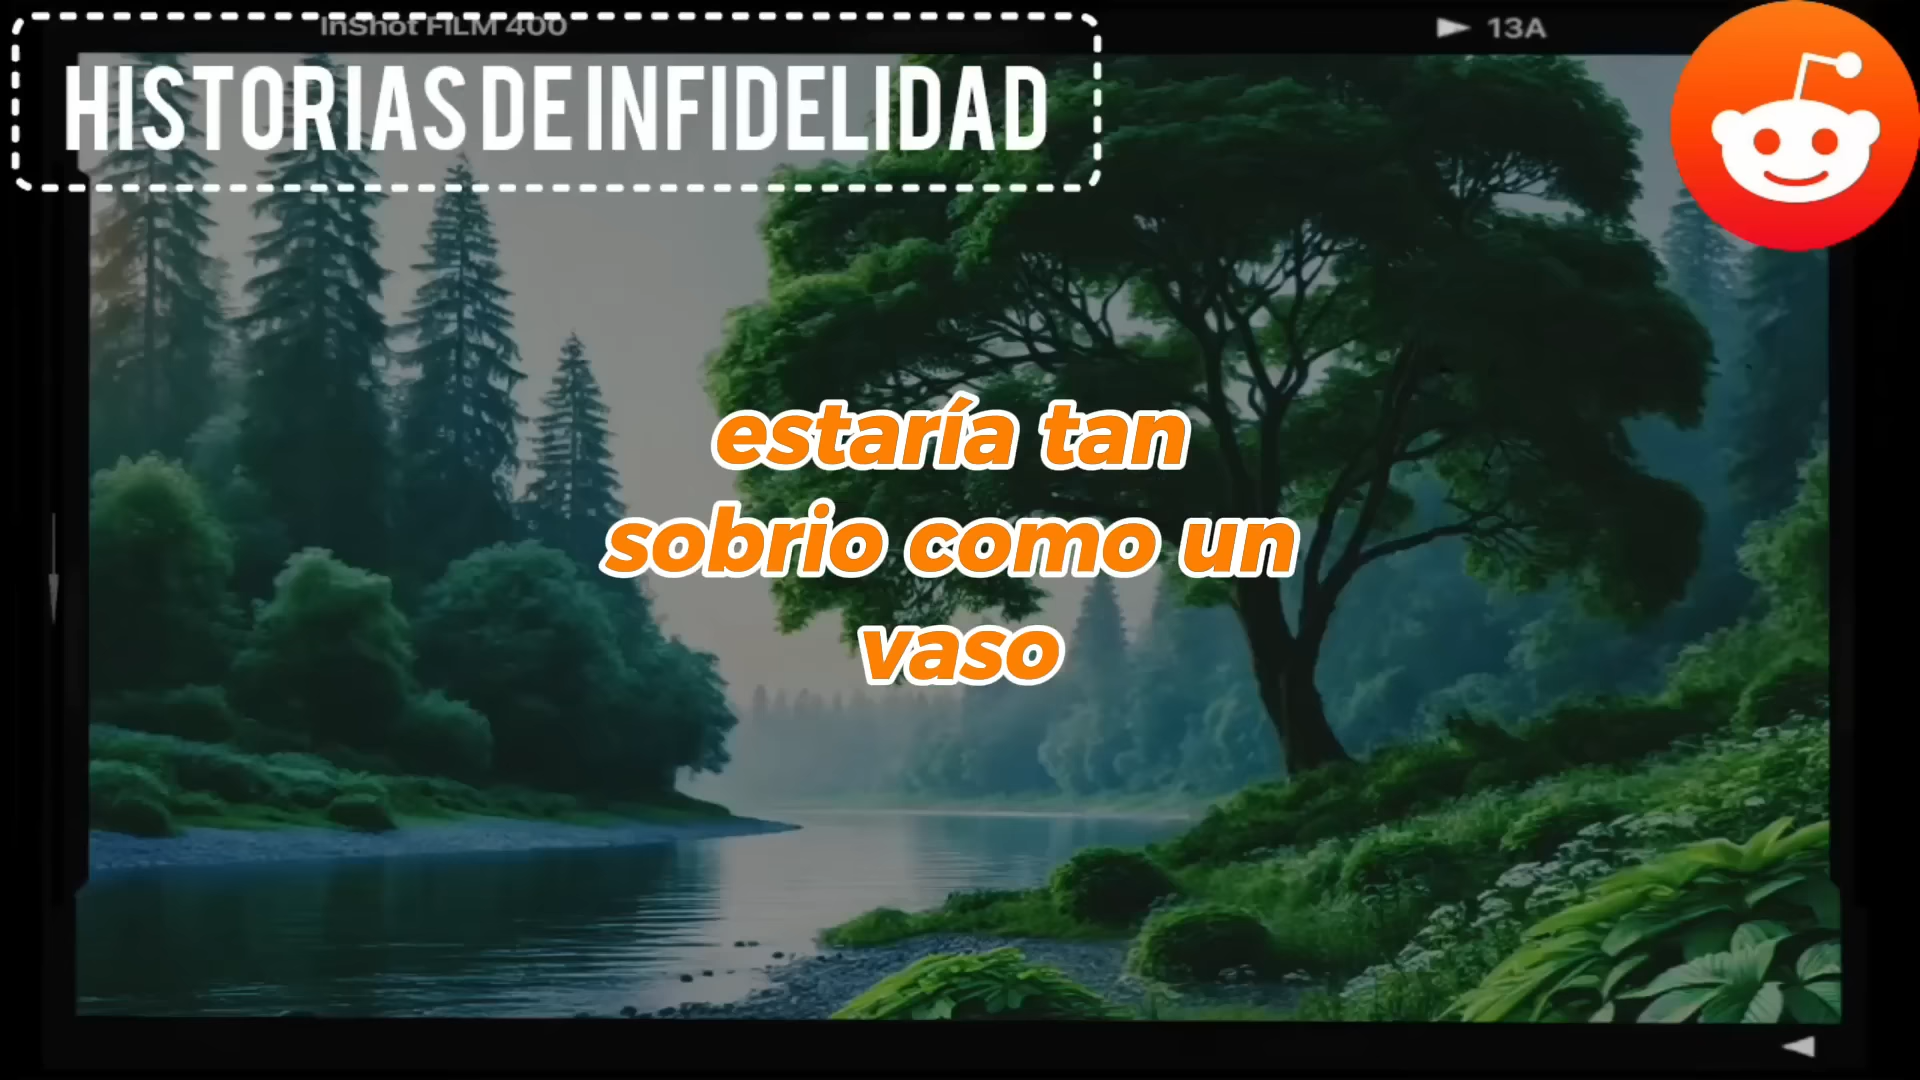 InShot FILM 400
13A
HISTORIAS DE INFIDELIDAD
estaría tan
sobrio como un
vaso